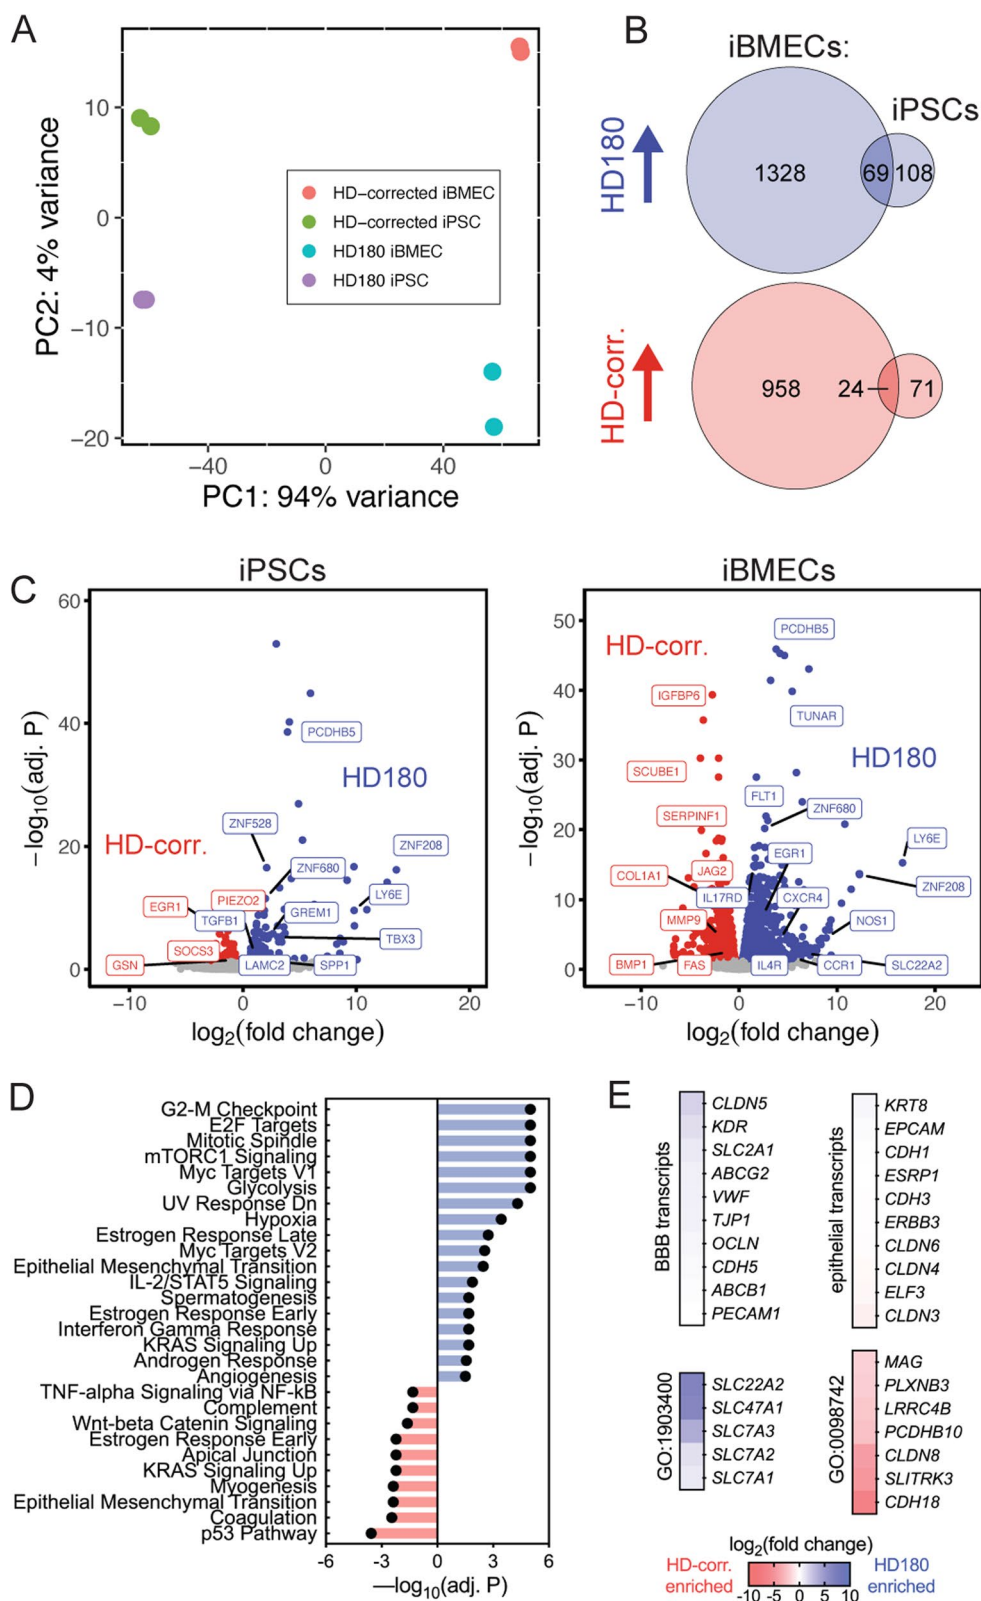 A
PC2: 4% variance
10
0
−10
−20
HD−corrected iBMEC
HD−corrected iPSC
HD180 iBMEC
HD180 iPSC
−40
0
40
PC1: 94% variance
B
iBMECs:
iPSCs
HD180
1328
69
108
HD-corr.
958
24
71
C
iPSCs
−log10(adj. P)
60
40
20
0
HD-corr.
HD180
PCDHB5
ZNF528
ZNF680
ZNF208
EGR1
PIEZO2
LY6E
TGFB1
GREM1
TBX3
SOCS3
GSN
LAMC2
SPP1
−10
0
10
20
log2(fold change)
iBMECs
−log10(adj. P)
50
40
30
20
10
0
HD-corr.
HD180
PCDHB5
IGFBP6
TUNAR
SCUBE1
FLT1
ZNF680
SERPINF1
EGR1
LY6E
COL1A1
JAG2
IL17RD
CXCR4
ZNF208
MMP9
NOS1
BMP1
FAS
IL4R
CCR1
SLC22A2
−10
0
10
20
log2(fold change)
D
G2-M Checkpoint
E2F Targets
Mitotic Spindle
mTORC1 Signaling
Myc Targets V1
Glycolysis
UV Response Dn
Hypoxia
Estrogen Response Late
Myc Targets V2
Epithelial Mesenchymal Transition
IL-2/STAT5 Signaling
Spermatogenesis
Estrogen Response Early
Interferon Gamma Response
KRAS Signaling Up
Androgen Response
Angiogenesis
TNF-alpha Signaling via NF-kB
Complement
Wnt-beta Catenin Signaling
Estrogen Response Early
Apical Junction
KRAS Signaling Up
Myogenesis
Epithelial Mesenchymal Transition
Coagulation
p53 Pathway
-6
-3
0
3
6
—log10(adj. P)
E
BBB transcripts
CLDN5
KDR
SLC2A1
ABCG2
VWF
TJP1
OCLN
CDH5
ABCB1
PECAM1
epithelial transcripts
KRT8
EPCAM
CDH1
ESRP1
CDH3
ERBB3
CLDN6
CLDN4
ELF3
CLDN3
GO:1903400
SLC22A2
SLC47A1
SLC7A3
SLC7A2
SLC7A1
GO:0098742
MAG
PLXNB3
LRRC4B
PCDHB10
CLDN8
SLITRK3
CDH18
log2(fold change)
HD-corr.
enriched
HD180
enriched
-10 -5 0 5 10